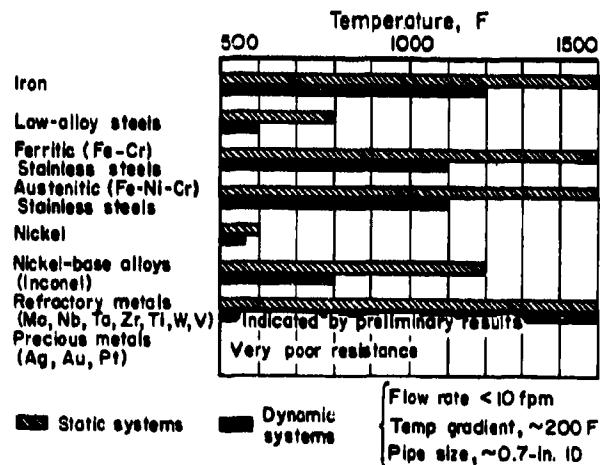 Temperature, F
500 1000 1500
Iron
Low-alloy steels
Ferritic (Fe-Cr)
Stainless steels
Austenitic (Fe-Ni-Cr)
Stainless steels
Nickel
Nickel-base alloys
(Inconel)
Refractory metals
(Mo, Nb, Ta, Zr, Ti, W, V) Indicated by preliminary results
Precious metals
(Ag, Au, Pt)
Very poor resistance
Static systems
Dynamic
systems
Flow rate < 10 fpm
Temp gradient, ~200 F
Pipe size, ~0.7-in. ID